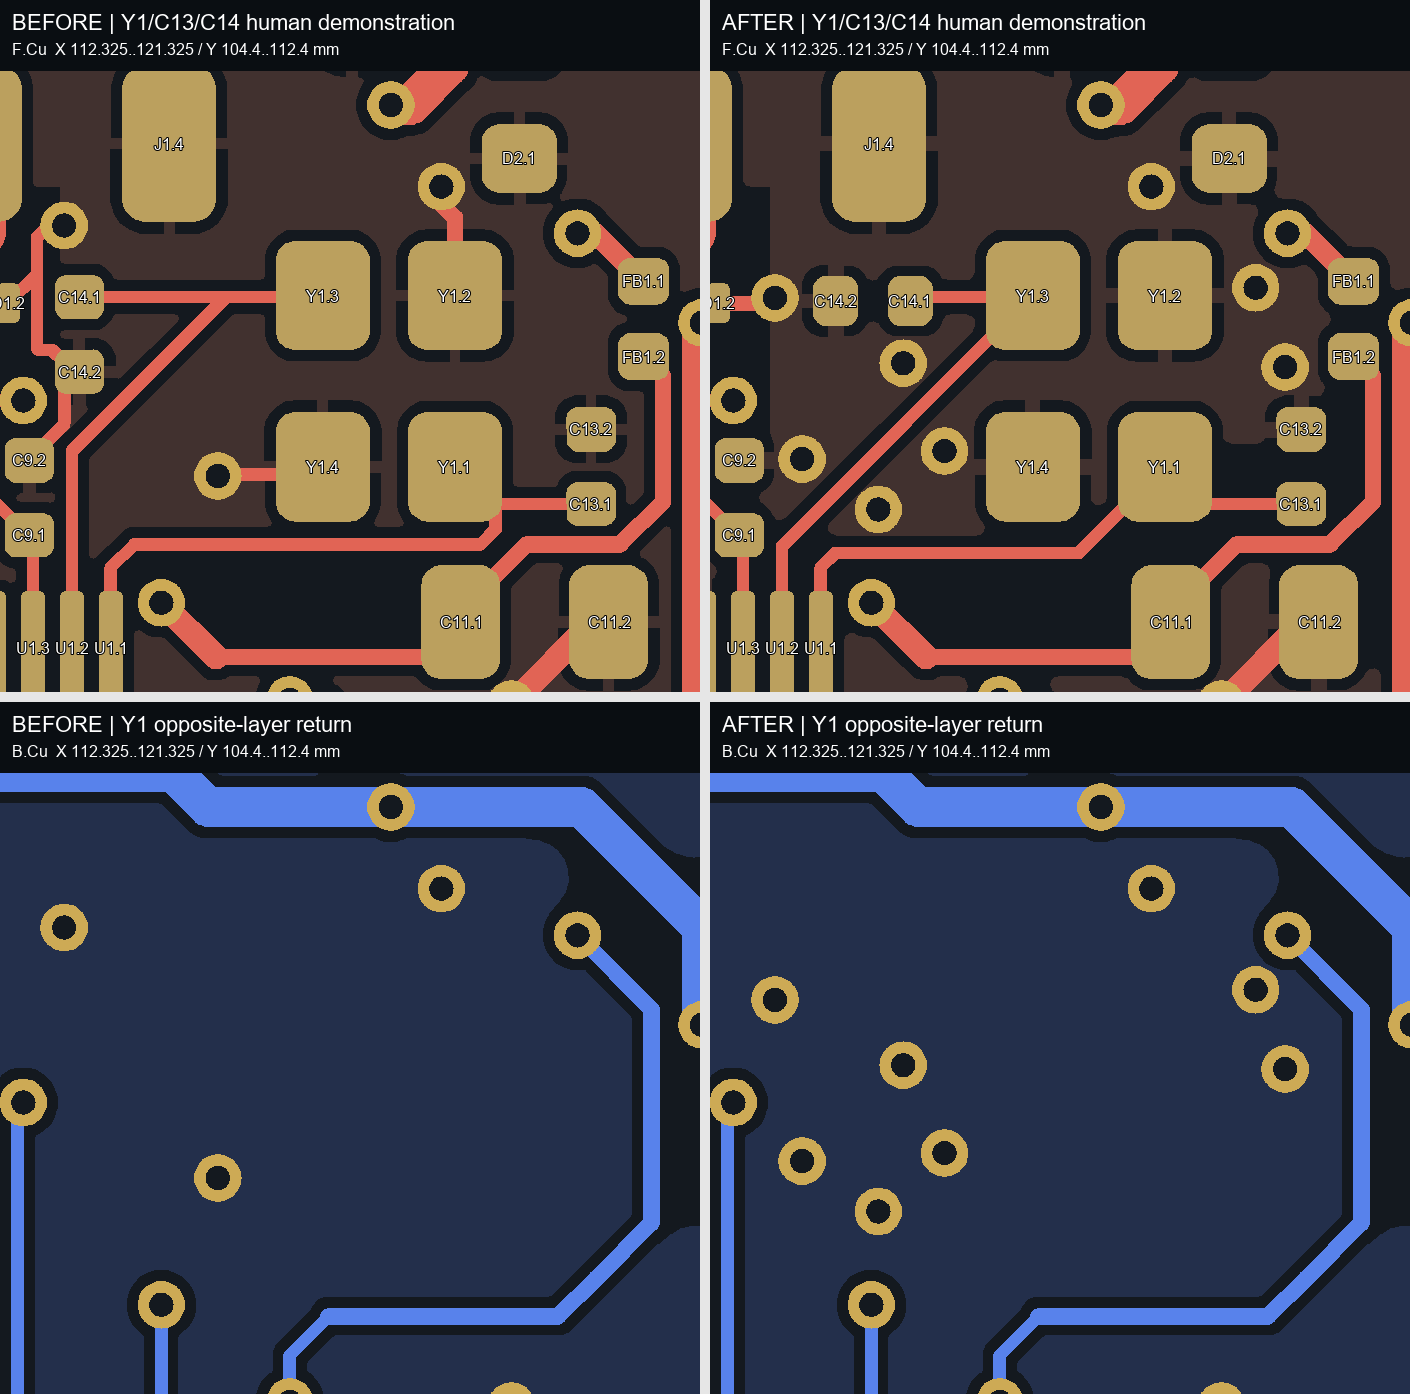 BEFORE | Y1/C13/C14 human demonstration
F.Cu X 112.325..121.325 / Y 104.4..112.4 mm
J1.4
D2.1
FB1.1
C14.1
Y1.3
Y1.2
D1.2
FB1.2
C14.2
C13.2
C9.2
Y1.4
Y1.1
C13.1
C9.1
C11.1
C11.2
U1.3
U1.2
U1.1
AFTER | Y1/C13/C14 human demonstration
F.Cu X 112.325..121.325 / Y 104.4..112.4 mm
J1.4
D2.1
FB1.1
D1.2
C14.2
C14.1
Y1.3
Y1.2
FB1.2
C13.2
C9.2
Y1.4
Y1.1
C13.1
C9.1
C11.1
C11.2
U1.3
U1.2
U1.1
BEFORE | Y1 opposite-layer return
B.Cu X 112.325..121.325 / Y 104.4..112.4 mm
AFTER | Y1 opposite-layer return
B.Cu X 112.325..121.325 / Y 104.4..112.4 mm